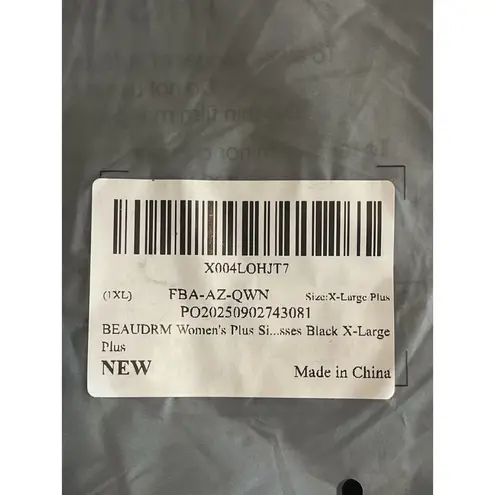 X004LOHJT7
(1XL) FBA-AZ-QWN Size:X-Large Plus
PO20250902743081
BEAUDRM Women's Plus Si...sses Black X-Large
Plus
NEW Made in China